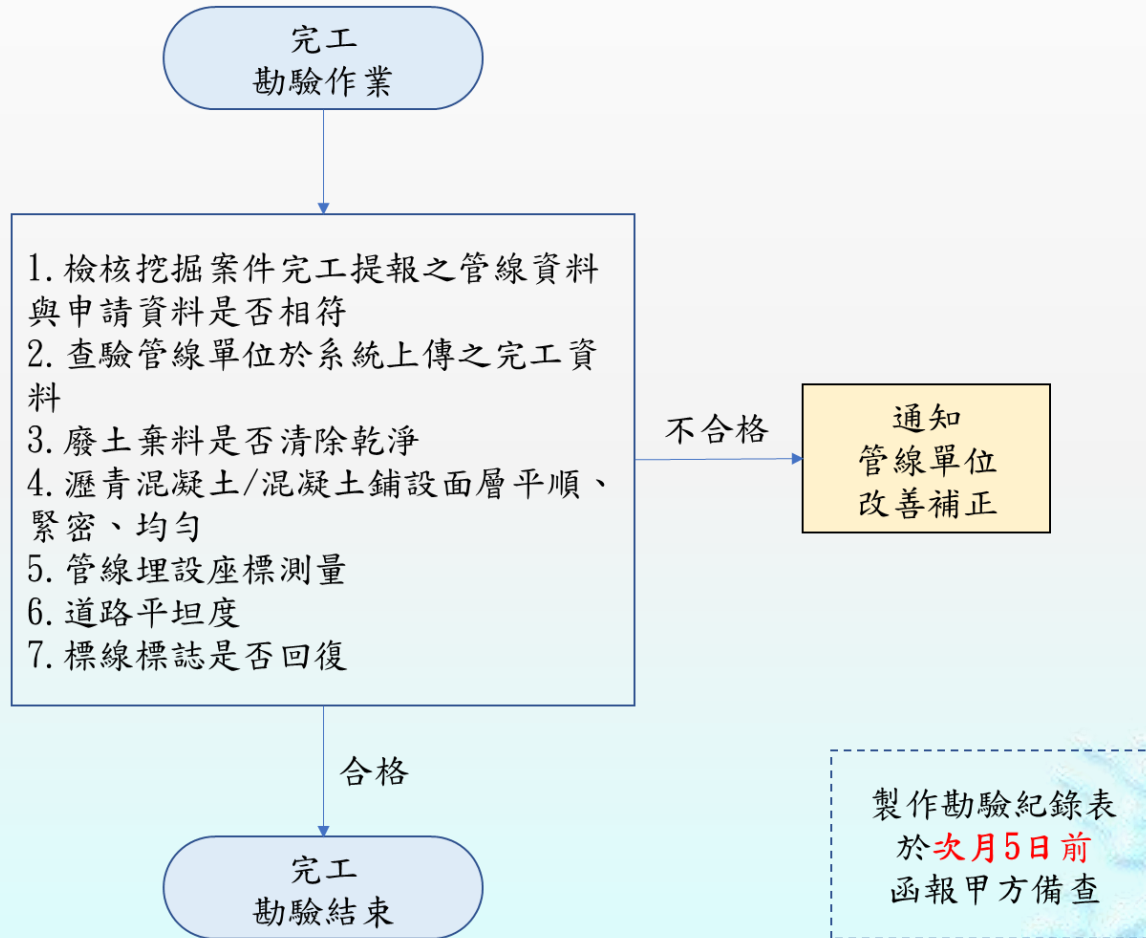 完工
勘驗作業
1.檢核挖掘案件完工提報之管線資料
與申請資料是否相符
2.查驗管線單位於系統上傳之完工資
料
3.廢土棄料是否清除乾淨
4.瀝青混凝土/混凝土鋪設面層平順、
緊密、均勻
5.管線埋設座標測量
6.道路平坦度
7.標線標誌是否回復
不合格
通知
管線單位
改善補正
合格
完工
勘驗結束
製作勘驗紀錄表
於次月5日前
函報甲方備查